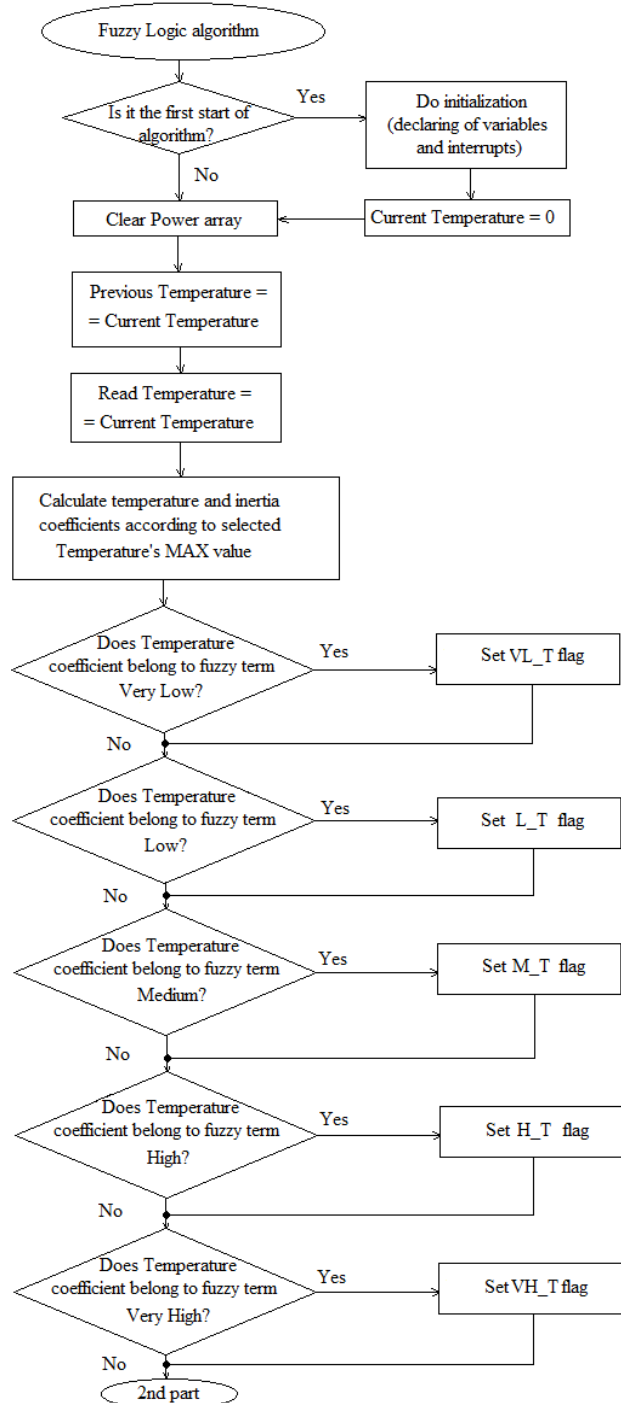 Fuzzy Logic algorithm
Is it the first start of
algorithm?
Yes
Do initialization
(declaring of variables
and interrupts)
No
Clear Power array
Current Temperature = 0
Previous Temperature =
= Current Temperature
Read Temperature =
= Current Temperature
Calculate temperature and inertia
coefficients according to selected
Temperature's MAX value
Does Temperature
coefficient belong to fuzzy term
Very Low?
Yes
Set VL_T flag
No
Does Temperature
coefficient belong to fuzzy term
Low?
Yes
Set L_T flag
No
Does Temperature
coefficient belong to fuzzy term
Medium?
Yes
Set M_T flag
No
Does Temperature
coefficient belong to fuzzy term
High?
Yes
Set H_T flag
No
Does Temperature
coefficient belong to fuzzy term
Very High?
Yes
Set VH_T flag
No
2nd part